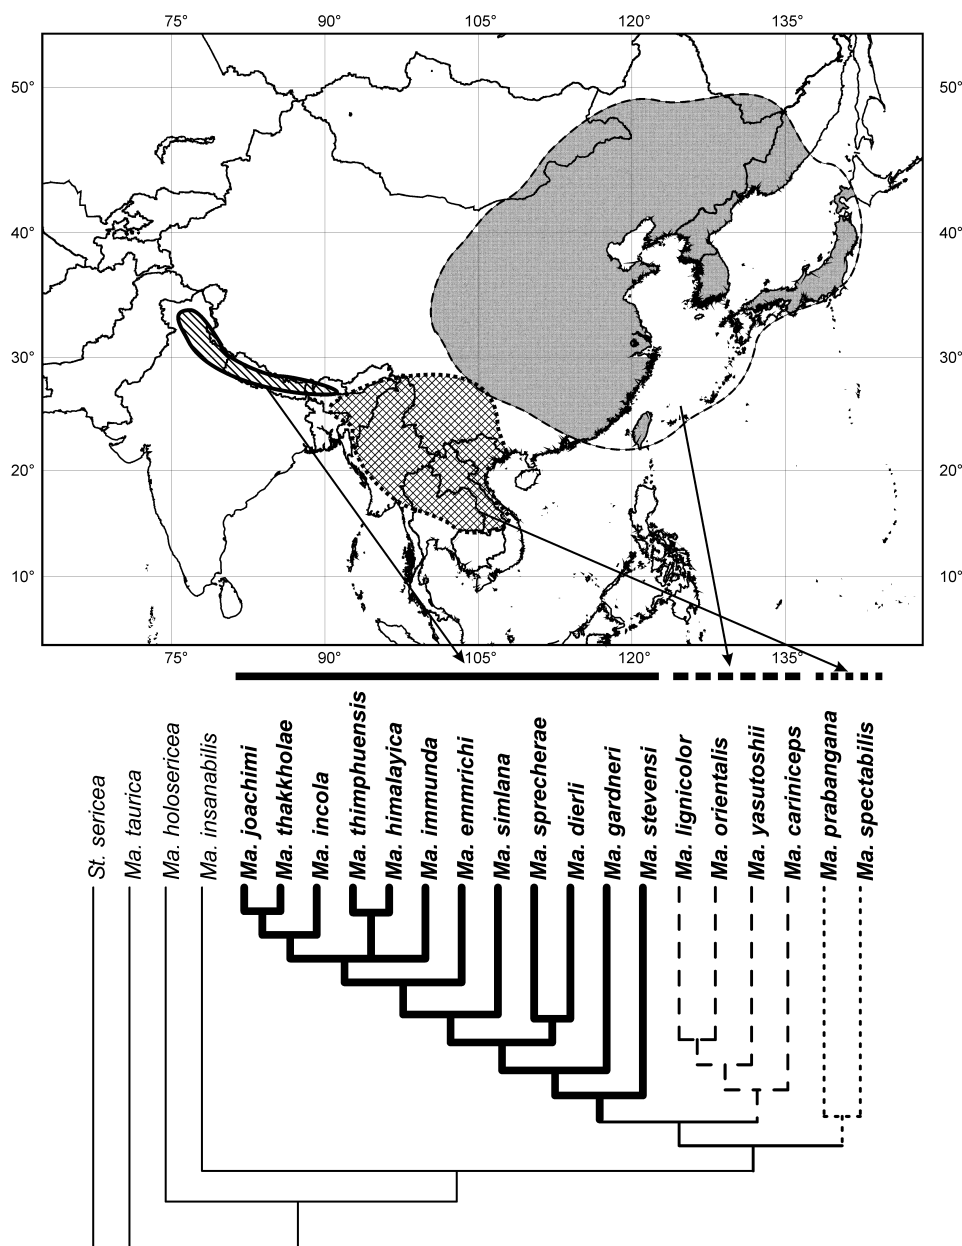 75° 90° 105° 120° 135°
50° 50°
40° 40°
30° 30°
20° 20°
10° 10°
75° 90° 105° 120° 135°
St. sericea
Ma. taurica
Ma. holosericea
Ma. insanabilis
Ma. joachimi
Ma. thakkholae
Ma. incola
Ma. thimphuensis
Ma. himalayica
Ma. immunda
Ma. emmrichi
Ma. simlana
Ma. sprecherae
Ma. dierli
Ma. gardneri
Ma. stevensi
Ma. lignicolor
Ma. orientalis
Ma. yasutoshii
Ma. cariniceps
Ma. prabangana
Ma. spectabilis